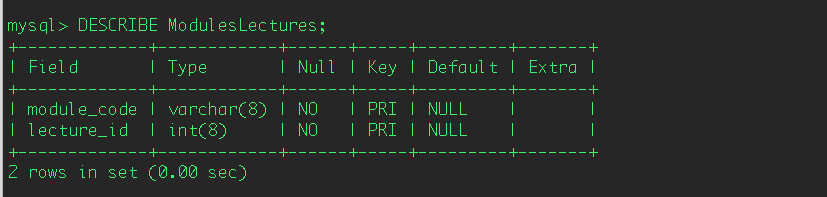 mysql> DESCRIBE ModulesLectures;
+-------------+------------+------+-----+---------+-------+
| Field       | Type       | Null | Key | Default | Extra |
+-------------+------------+------+-----+---------+-------+
| module_code | varchar(8) | NO   | PRI | NULL    |       |
| lecture_id  | int(8)     | NO   | PRI | NULL    |       |
+-------------+------------+------+-----+---------+-------+
2 rows in set (0.00 sec)